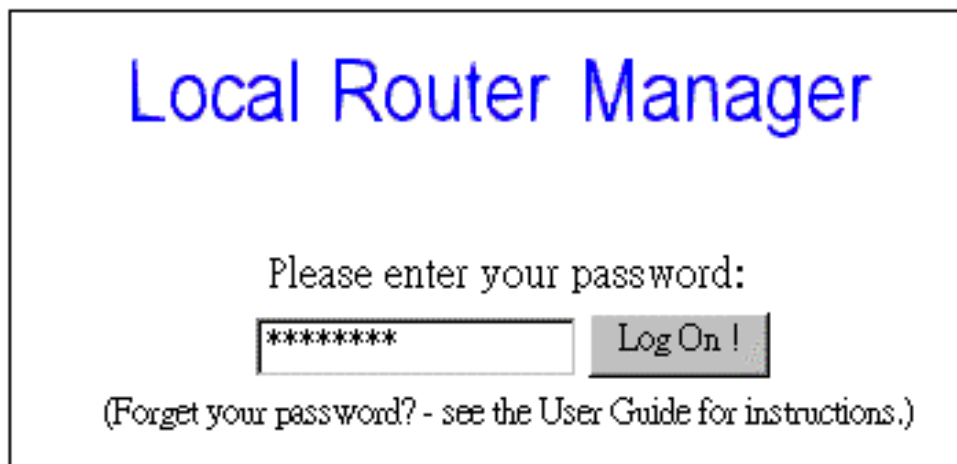 Local Router Manager
Please enter your password:
******** Log On !
(Forget your password? - see the User Guide for instructions.)